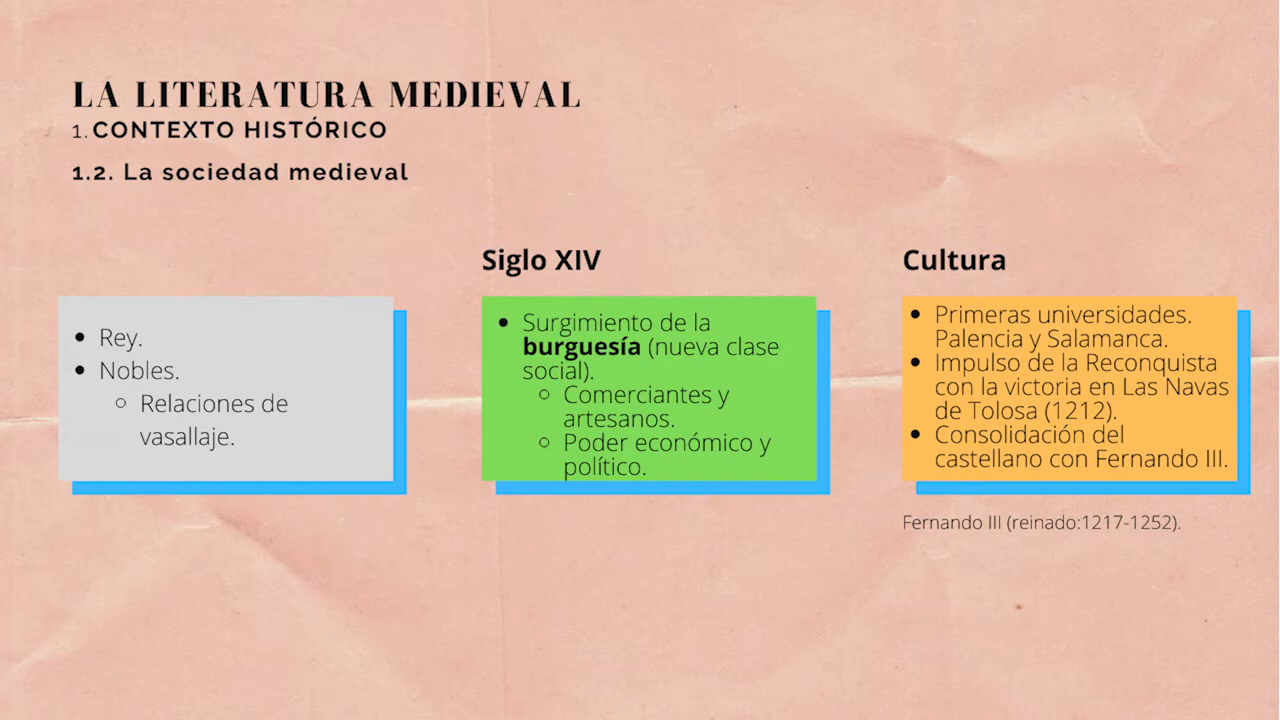 LA LITERATURA MEDIEVAL
1. CONTEXTO HISTÓRICO
1.2. La sociedad medieval
Rey.
Nobles.
Relaciones de
vasallaje.
Siglo XIV
Surgimiento de la
burguesía (nueva clase
social).
Comerciantes y
artesanos.
Poder económico y
político.
Cultura
Primeras universidades.
Palencia y Salamanca.
Impulso de la Reconquista
con la victoria en Las Navas
de Tolosa (1212).
Consolidación del
castellano con Fernando III.
Fernando III (reinado:1217-1252).